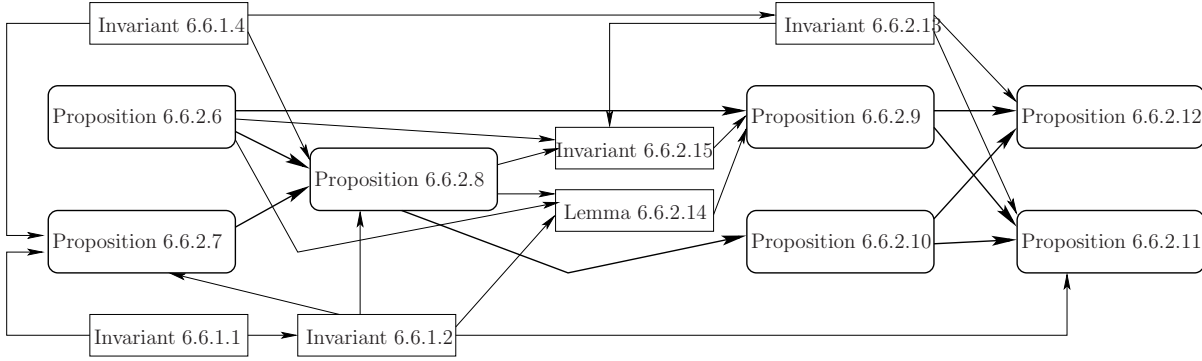 Invariant 6.6.1.4
Invariant 6.6.2.13
Proposition 6.6.2.6
Proposition 6.6.2.9
Proposition 6.6.2.12
Invariant 6.6.2.15
Proposition 6.6.2.8
Lemma 6.6.2.14
Proposition 6.6.2.7
Proposition 6.6.2.10
Proposition 6.6.2.11
Invariant 6.6.1.1
Invariant 6.6.1.2